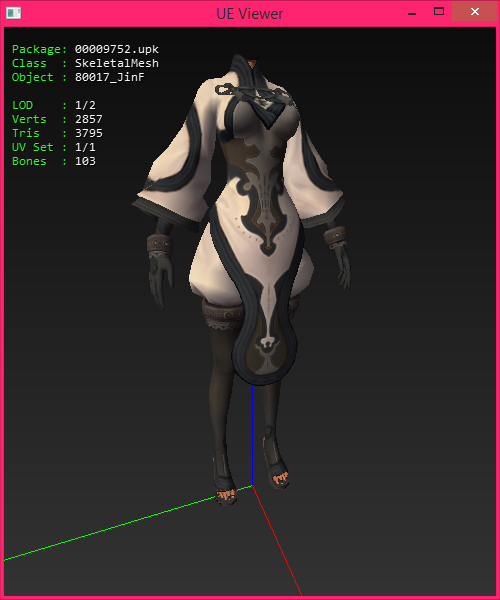 UE Viewer
Package: 00009752.upk
Class  : SkeletalMesh
Object : 80017_JinF
LOD    : 1/2
Verts  : 2857
Tris   : 3795
UV Set : 1/1
Bones  : 103